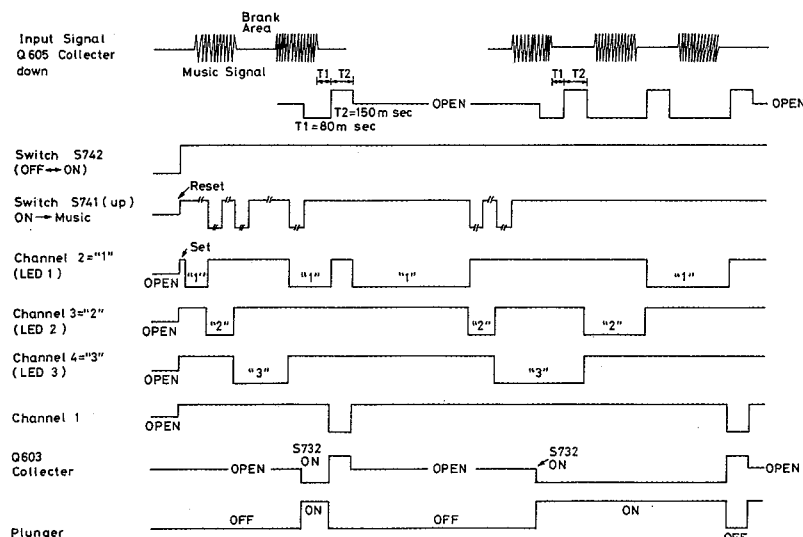 Input Signal
Q605 Collecter
down
Brank
Area
Music Signal
T1 T2
T2=150m sec
T1=80m sec
OPEN
T1 T2
OPEN
Switch S742
(OFF↔ON)
Switch S741(up)
ON→Music
Reset
Channel 2="1"
(LED 1)
Set
OPEN
"1"
"1"
"1"
"1"
Channel 3="2"
(LED 2)
OPEN
"2"
"2"
"2"
Channel 4="3"
(LED 3)
OPEN
"3"
"3"
Channel 1
OPEN
Q603
Collecter
OPEN
S732
ON
OPEN
S732
ON
OPEN
Plunger
OFF
ON
OFF
ON
OFF